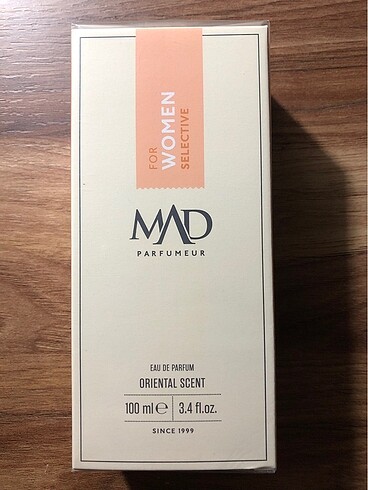 FOR
WOMEN
SELECTIVE
MAD
PARFUMEUR
EAU DE PARFUM
ORIENTAL SCENT
100 ml ℮ 3.4 fl.oz.
SINCE 1999